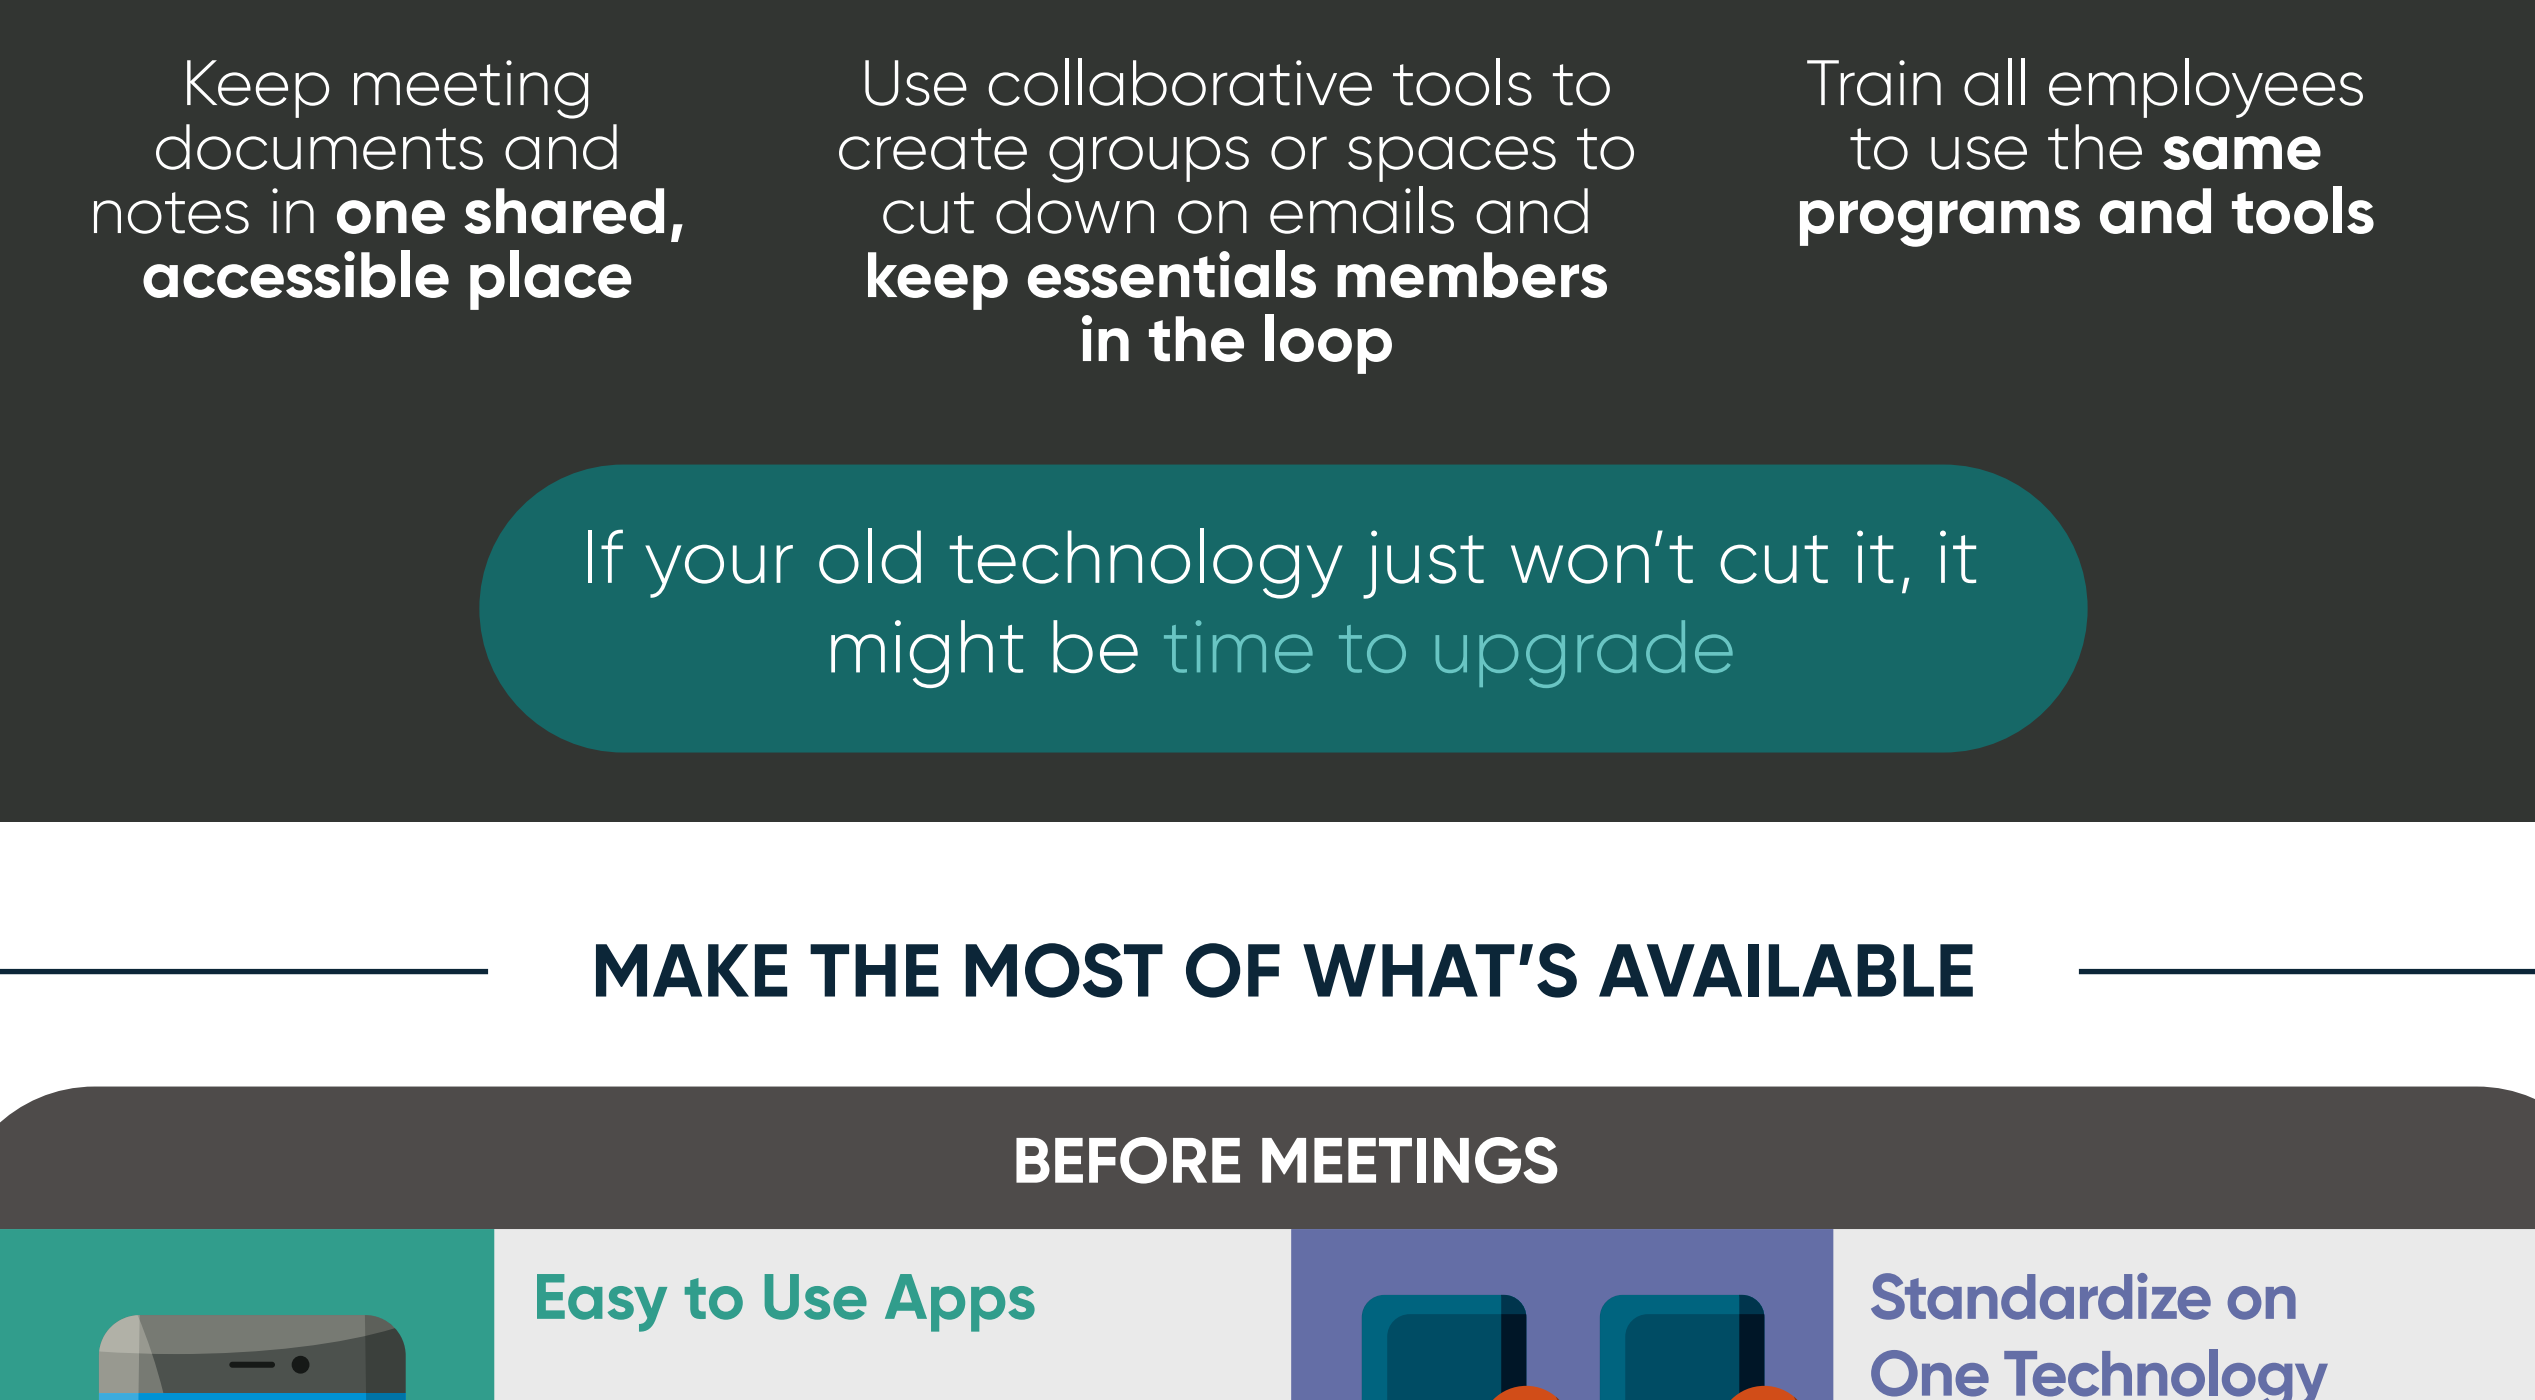 Keep meeting
documents and
notes in one shared,
accessible place
Use collaborative tools to
create groups or spaces to
cut down on emails and
keep essentials members
in the loop
Train all employees
to use the same
programs and tools
If your old technology just won’t cut it, it
might be time to upgrade
MAKE THE MOST OF WHAT’S AVAILABLE
BEFORE MEETINGS
Easy to Use Apps
Standardize on
One Technology